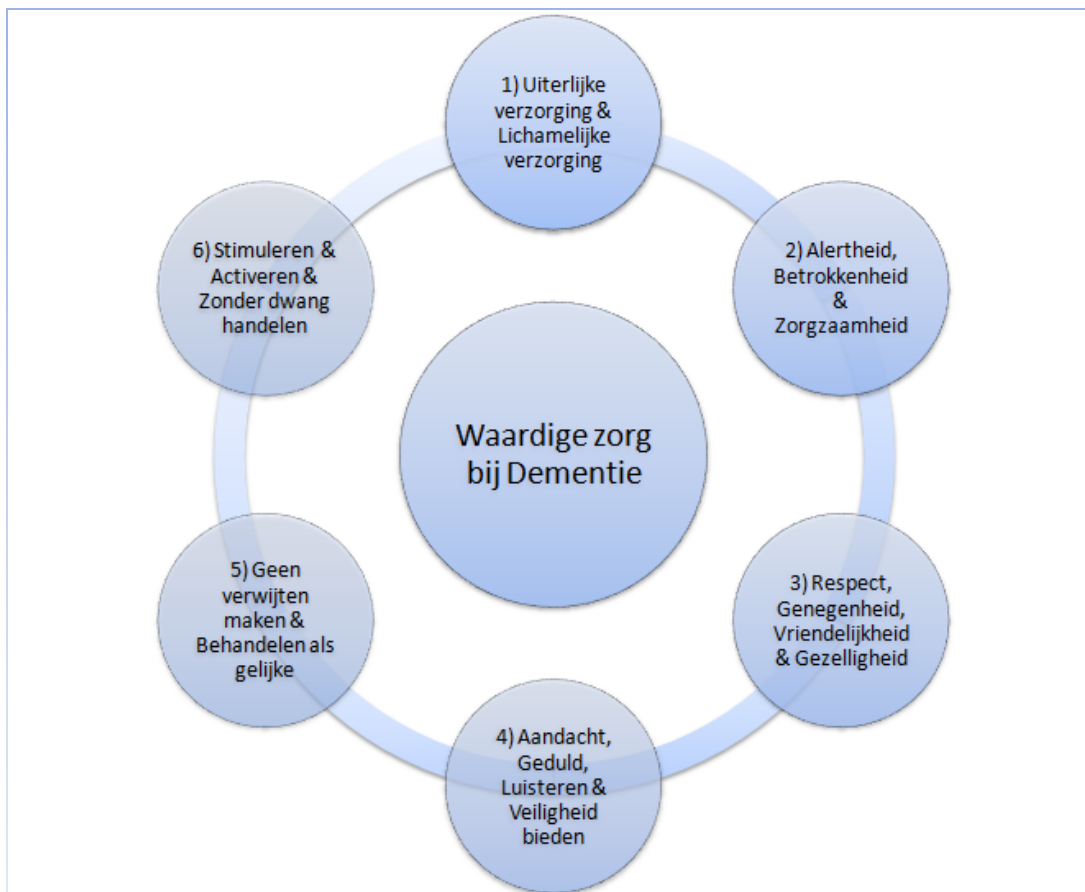 1) Uiterlijke
verzorging &
Lichamelijke
verzorging
2) Alertheid,
Betrokkenheid
&
Zorgzaamheid
3) Respect,
Genegenheid,
Vriendelijkheid
& Gezelligheid
4) Aandacht,
Geduld,
Luisteren &
Veiligheid
bieden
5) Geen
verwijten
maken &
Behandelen als
gelijke
6) Stimuleren &
Activeren &
Zonder dwang
handelen
Waardige zorg
bij Dementie